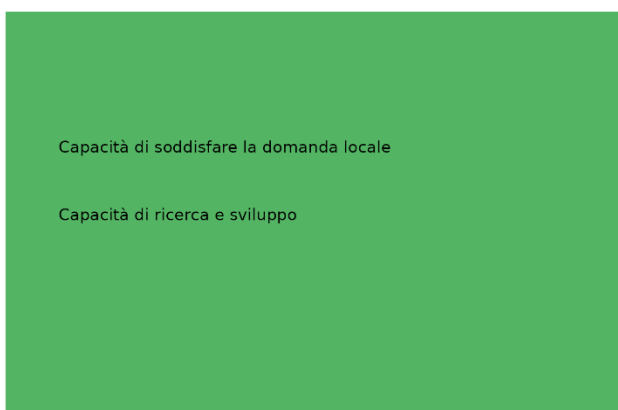 Capacità di soddisfare la domanda locale
Capacità di ricerca e sviluppo